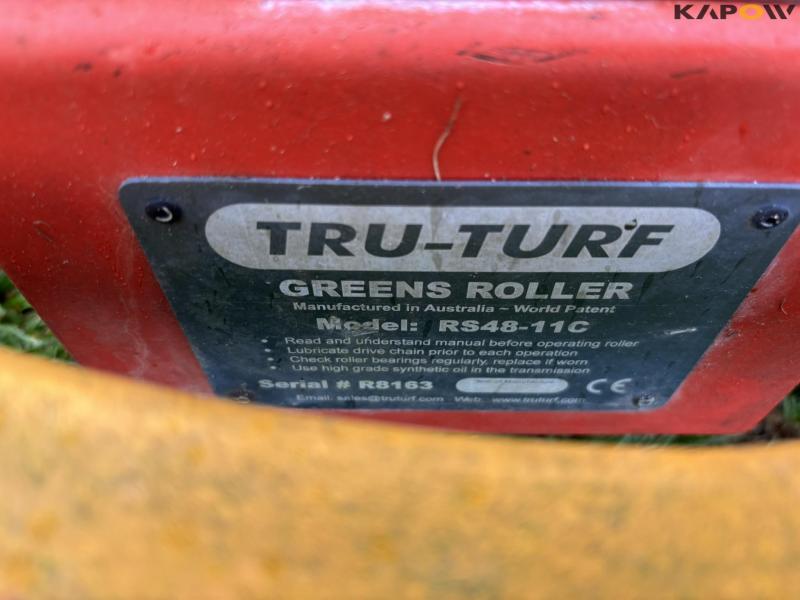 KAPOW
TRU-TURF
GREENS ROLLER
Manufactured in Australia ~ World Patent
Model: RS48-11C
• Read and understand manual before operating roller
• Lubricate drive chain prior to each operation
• Check roller bearings regularly, replace if worn
• Use high grade synthetic oil in the transmission
Serial # R8163 CE
Email: sales@truturf.com Web: www.truturf.com